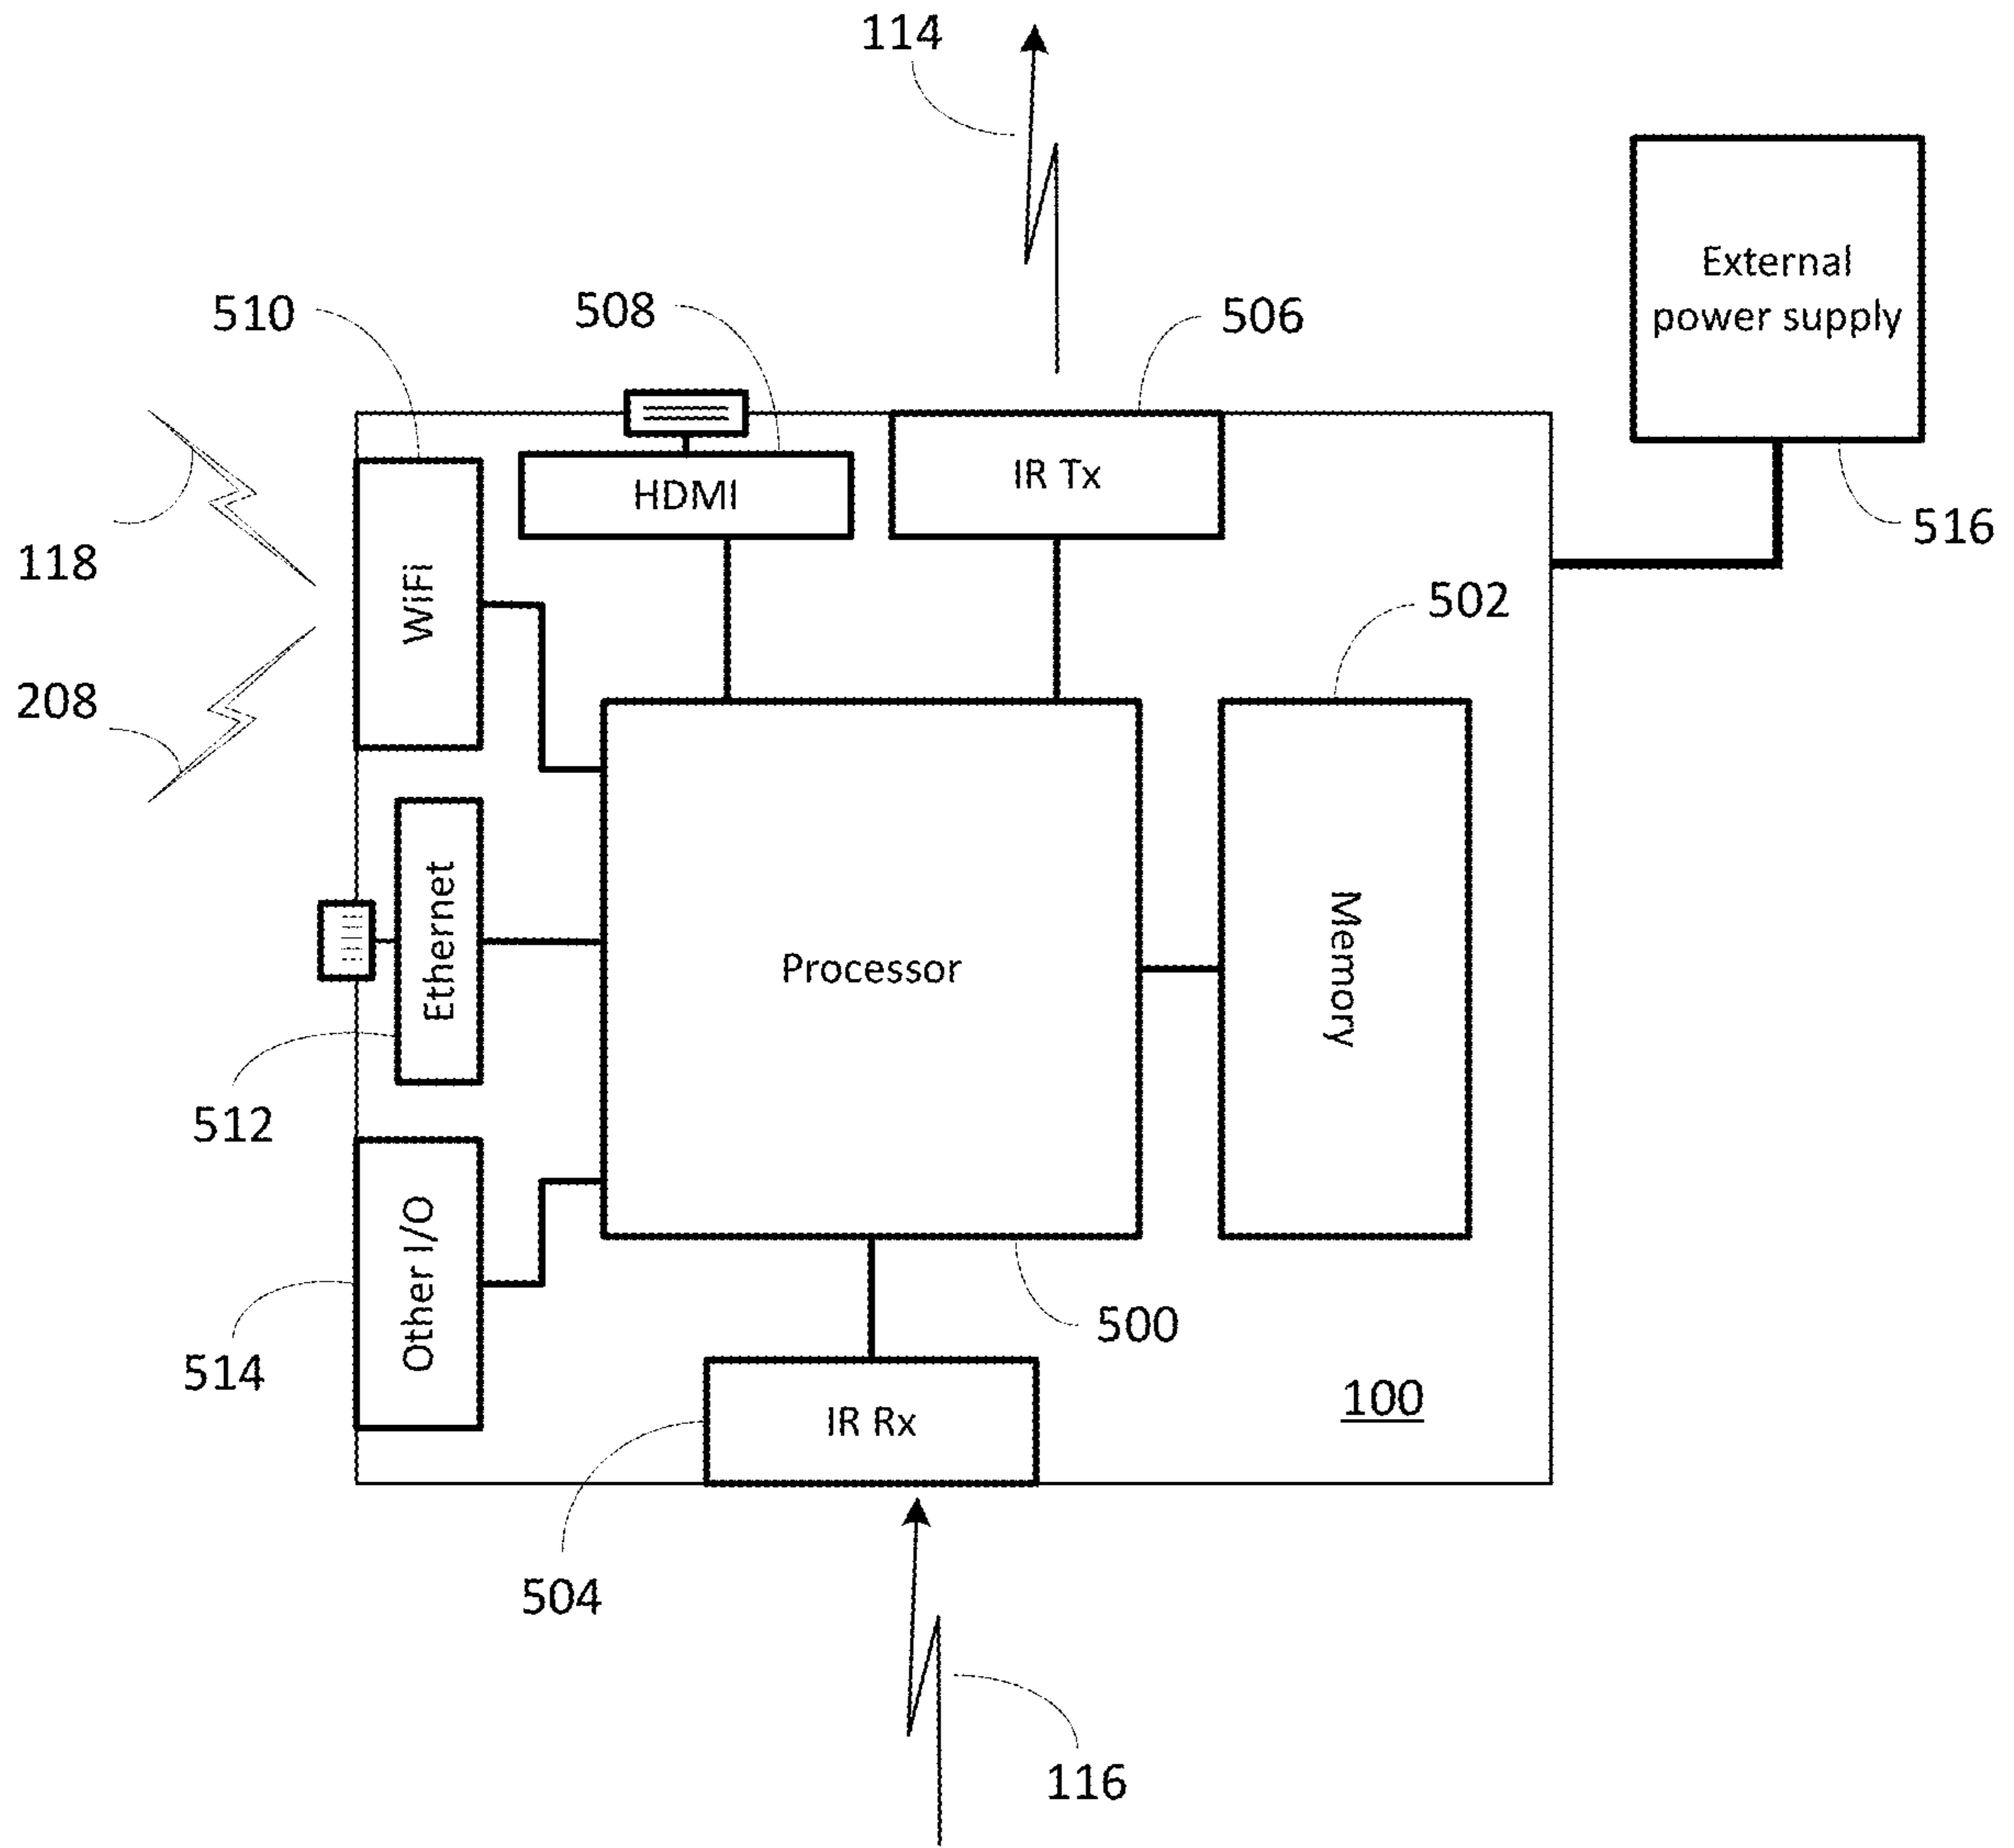 114
External
power supply
510
508
506
HDMI
IR Tx
516
118
WiFi
502
208
Ethernet
Processor
Memory
512
Other I/O
500
514
100
IR Rx
504
116